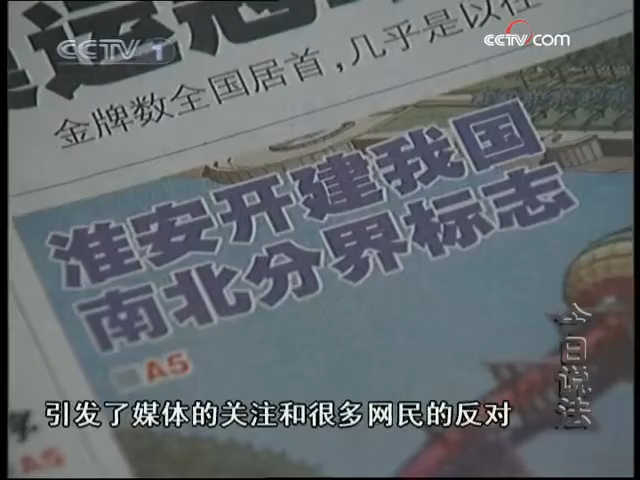 CCTV 1
CCTV.com
金牌数全国居首,几乎是以往
淮安开建我国
南北分界标志
A5
今日说法
引发了媒体的关注和很多网民的反对
A5